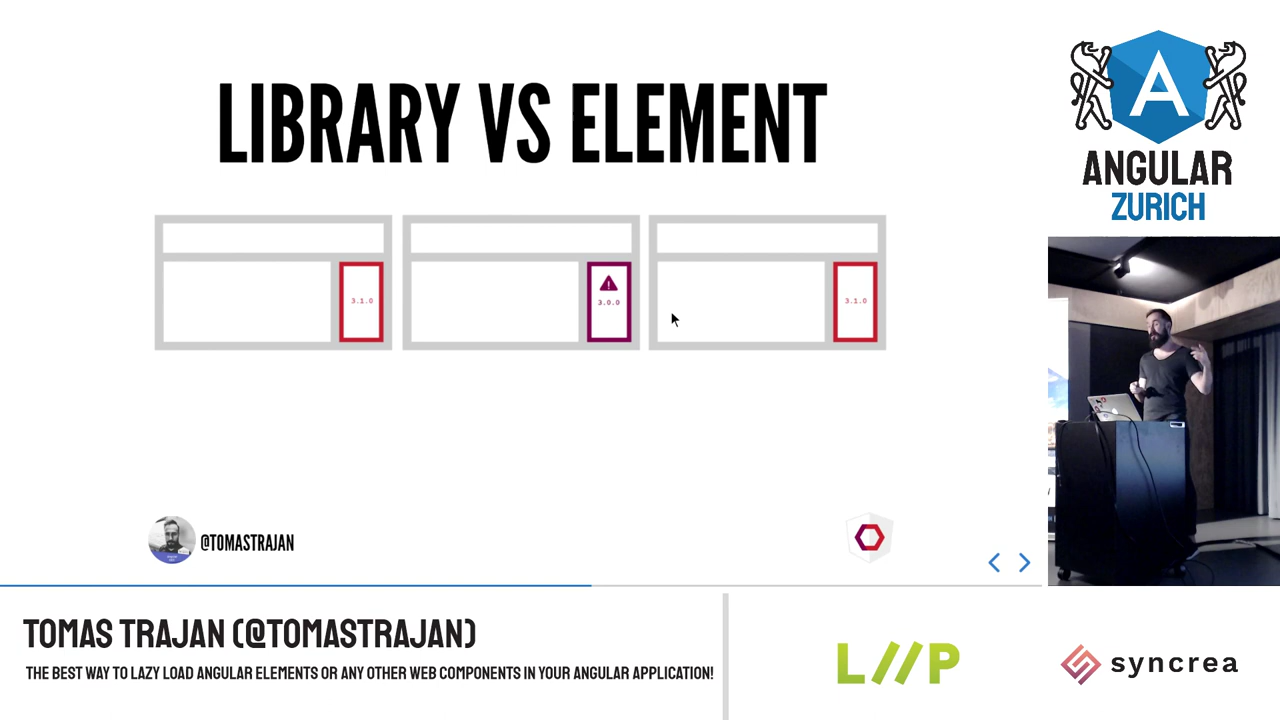 LIBRARY VS ELEMENT
3.1.0
3.0.0
3.1.0
@TOMASTRAJAN
ANGULAR
ZURICH
TOMAS TRAJAN (@TOMASTRAJAN)
THE BEST WAY TO LAZY LOAD ANGULAR ELEMENTS OR ANY OTHER WEB COMPONENTS IN YOUR ANGULAR APPLICATION!
LIIP
syncrea